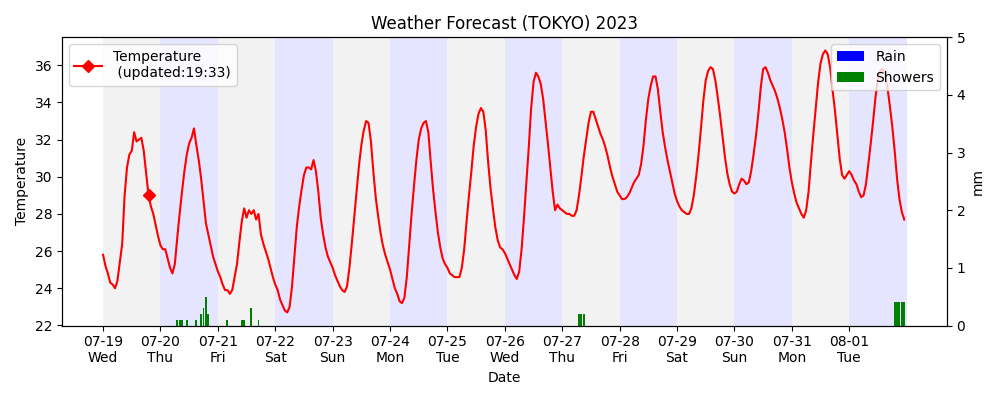 Weather Forecast (TOKYO) 2023
Temperature
(updated:19:33)
Rain
Showers
Temperature
36
34
32
30
28
26
24
22
5
4
3
2
1
0
mm
07-19 07-20 07-21 07-22 07-23 07-24 07-25 07-26 07-27 07-28 07-29 07-30 07-31 08-01
Wed Thu Fri Sat Sun Mon Tue Wed Thu Fri Sat Sun Mon Tue
Date